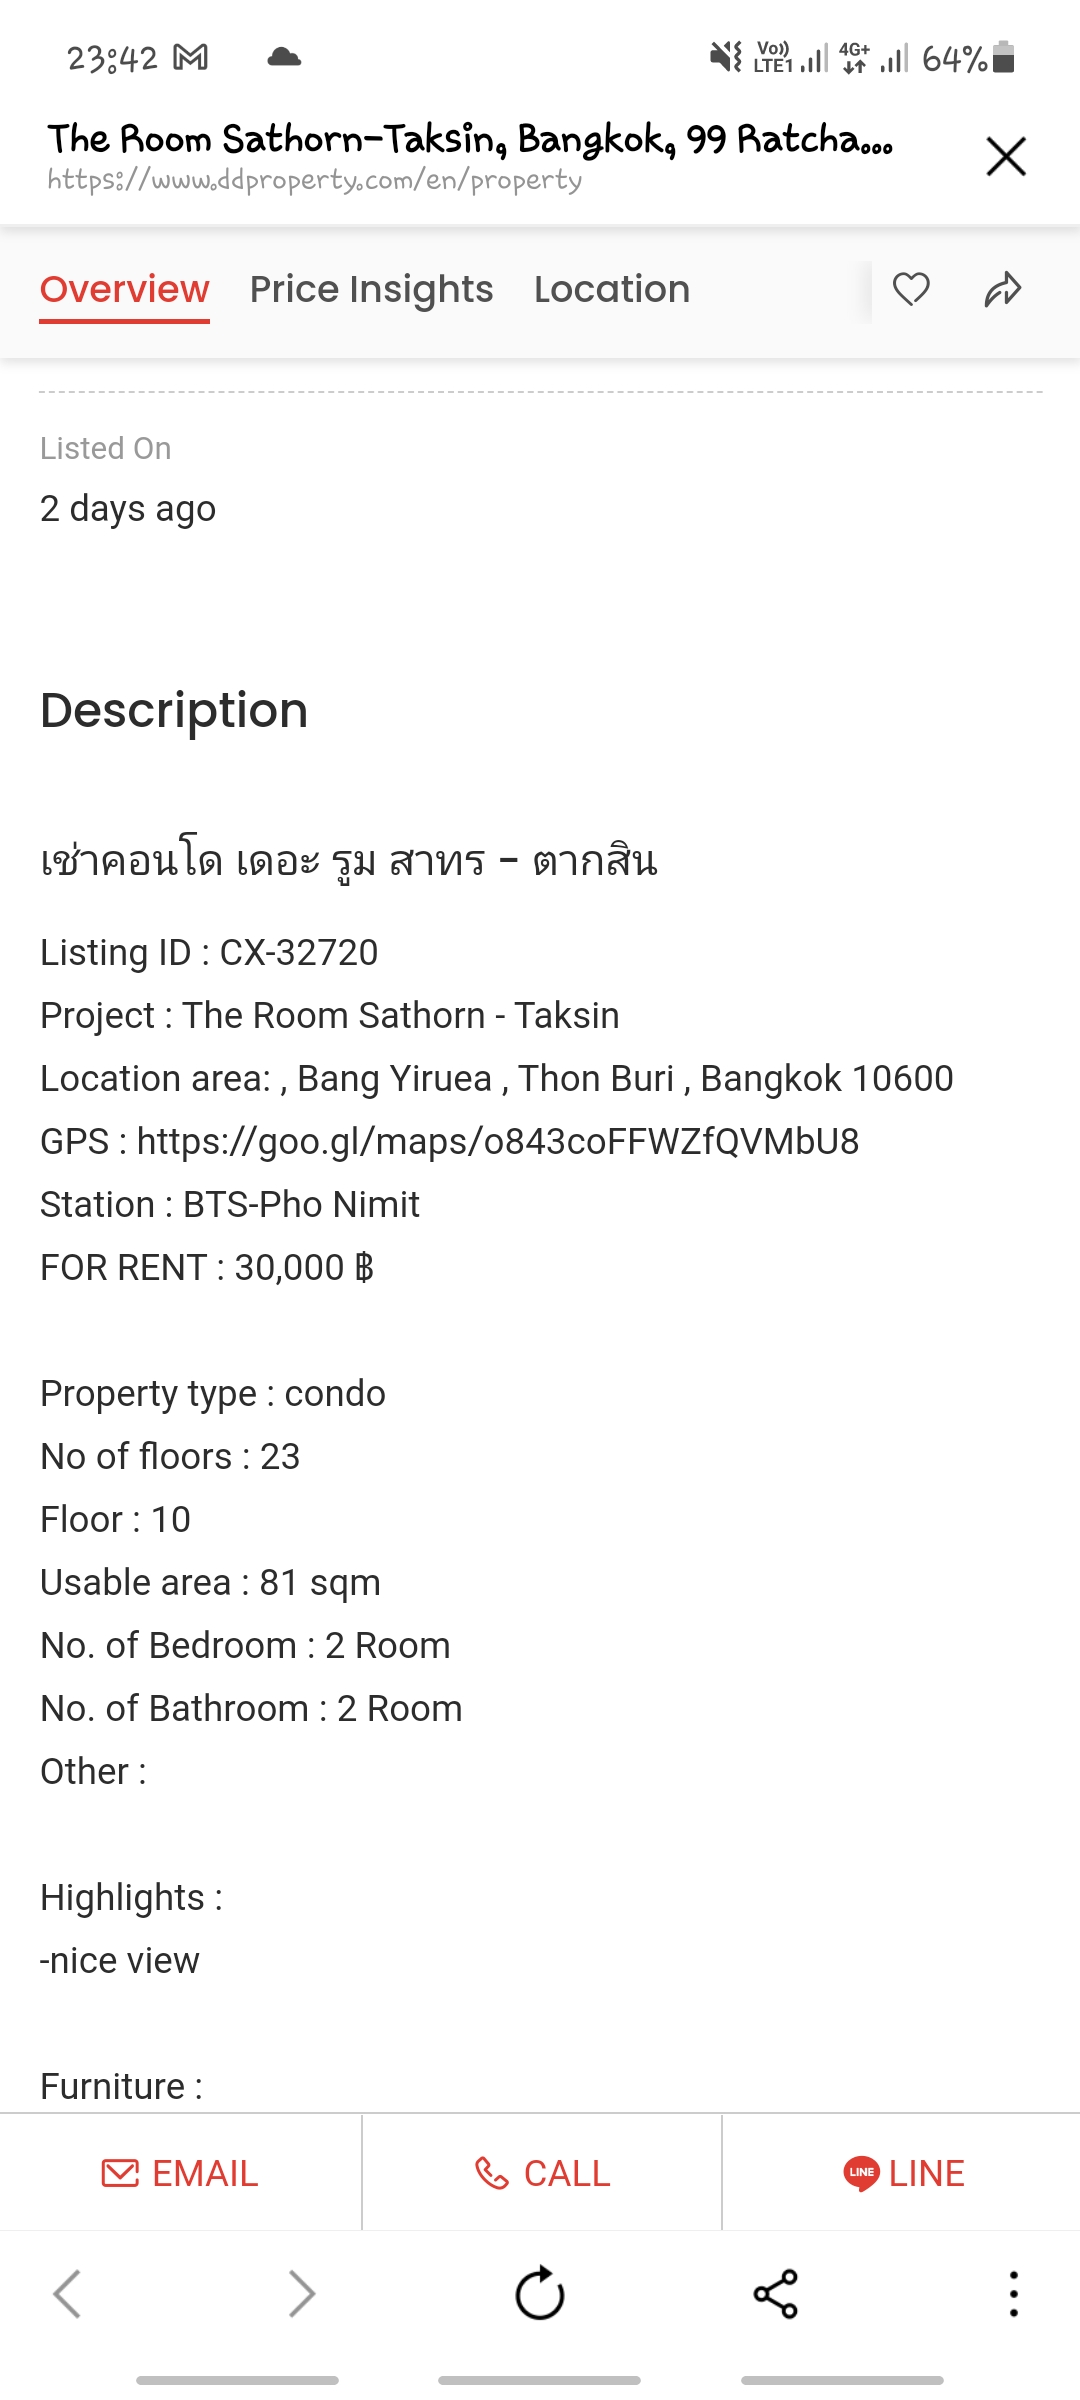 23:42
Vo)) LTE1 4G+ 64%
The Room Sathorn-Taksin, Bangkok, 99 Ratcha...
https://www.ddproperty.com/en/property
Overview Price Insights Location
Listed On
2 days ago
Description
เช่าคอนโด เดอะ รูม สาทร – ตากสิน
Listing ID : CX-32720
Project : The Room Sathorn - Taksin
Location area: , Bang Yiruea , Thon Buri , Bangkok 10600
GPS : https://goo.gl/maps/o843coFFWZfQVMbU8
Station : BTS-Pho Nimit
FOR RENT : 30,000 ฿
Property type : condo
No of floors : 23
Floor : 10
Usable area : 81 sqm
No. of Bedroom : 2 Room
No. of Bathroom : 2 Room
Other :
Highlights :
-nice view
Furniture :
EMAIL CALL LINE LINE